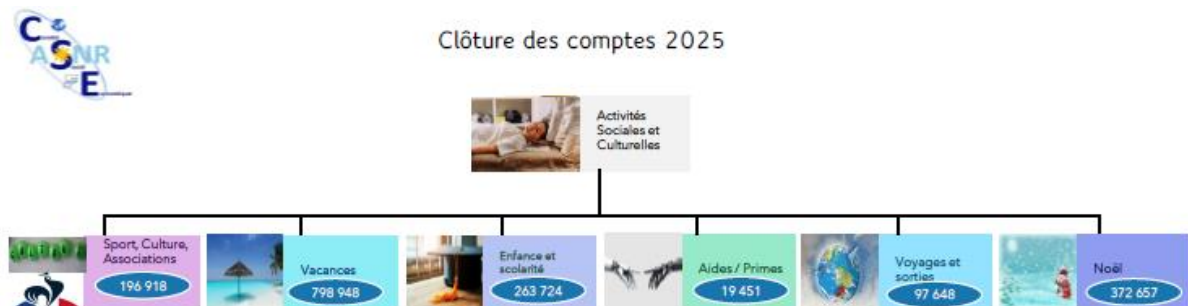 C
ASNR
S
E
Clôture des comptes 2025
Activités
Sociales et
Culturelles
Sport, Culture,
Associations
196 918
Vacances
798 948
Enfance et
scolarité
263 724
Aides / Primes
19 451
Voyages et
sorties
97 648
Noël
372 657